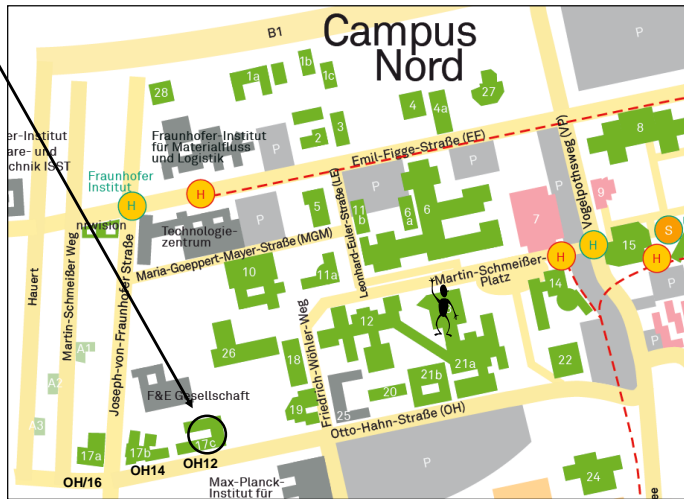 Campus
Nord
B1
1b
1a
1c
28
4
4a
27
8
er-Institut
are- und
technik ISST
Fraunhofer-Institut
für Materialfluss
und Logistik
P
2
3
P
P
Emil-Figge-Straße (EF)
Vogelpothsweg (VP)
Fraunhofer
Institut
H
H
P
P
9
S
nrwision
Technologie-
zentrum
P
5
11
b
6
a
6
7
H
15
H
H
Maria-Goeppert-Mayer-Straße (MGM)
Leonhard-Euler-Straße (LE)
Martin-Schmeißer-
Platz
10
11a
14
P
P
Hauert
Martin-Schmeißer Weg
Joseph-von-Fraunhofer Straße
Friedrich-Wöhler-Weg
12
26
18
21a
22
A1
A2
A3
F&E Gesellschaft
21b
20
19
25
Otto-Hahn-Straße (OH)
17a
17b
17c
OH/16
OH14
OH12
P
24
Max-Planck-
Institut für
P
ee